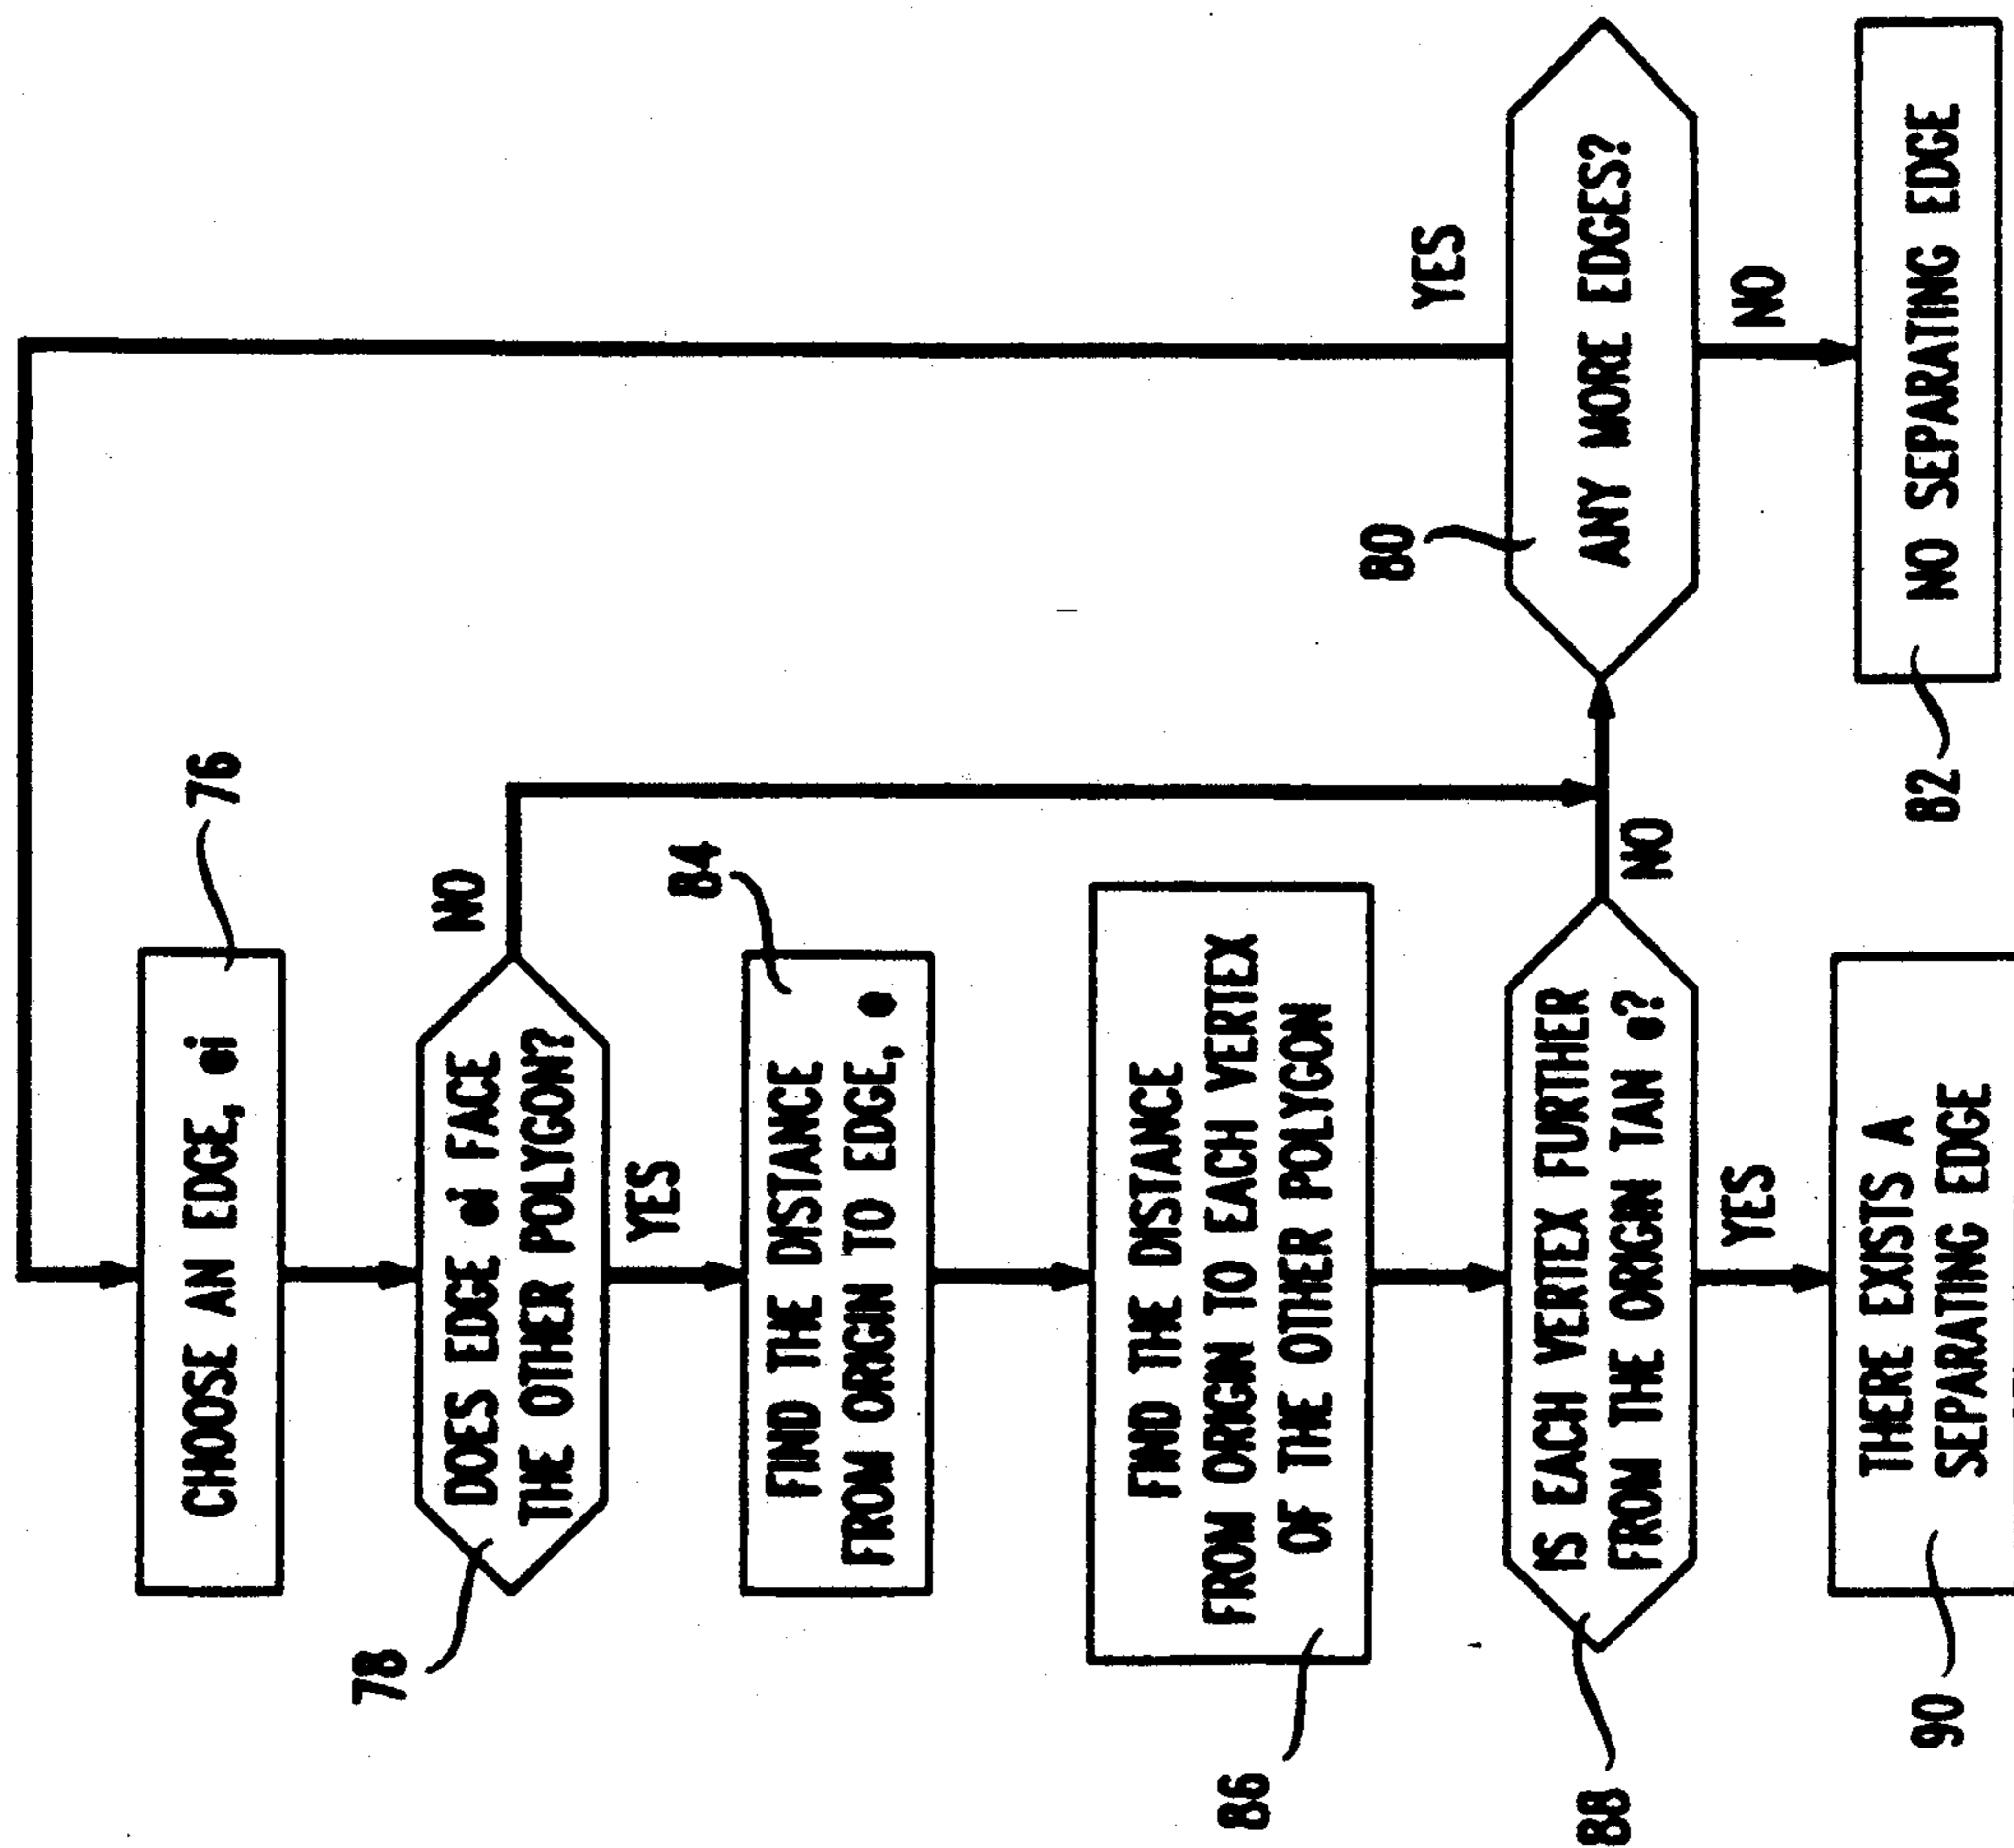 CHOOSE AN EDGE, ei
76
DOES EDGE ei FACE
THE OTHER POLYGON?
78
NO
YES
FIND THE DISTANCE
FROM ORIGIN TO EDGE, e
84
FIND THE DISTANCE
FROM ORIGIN TO EACH VERTEX
OF THE OTHER POLYGON
86
IS EACH VERTEX FURTHER
FROM THE ORIGIN TAN e?
88
NO
YES
THERE EXISTS A
SEPARATING EDGE
90
YES
80
ANY MORE EDGES?
NO
NO SEPARATING EDGE
82